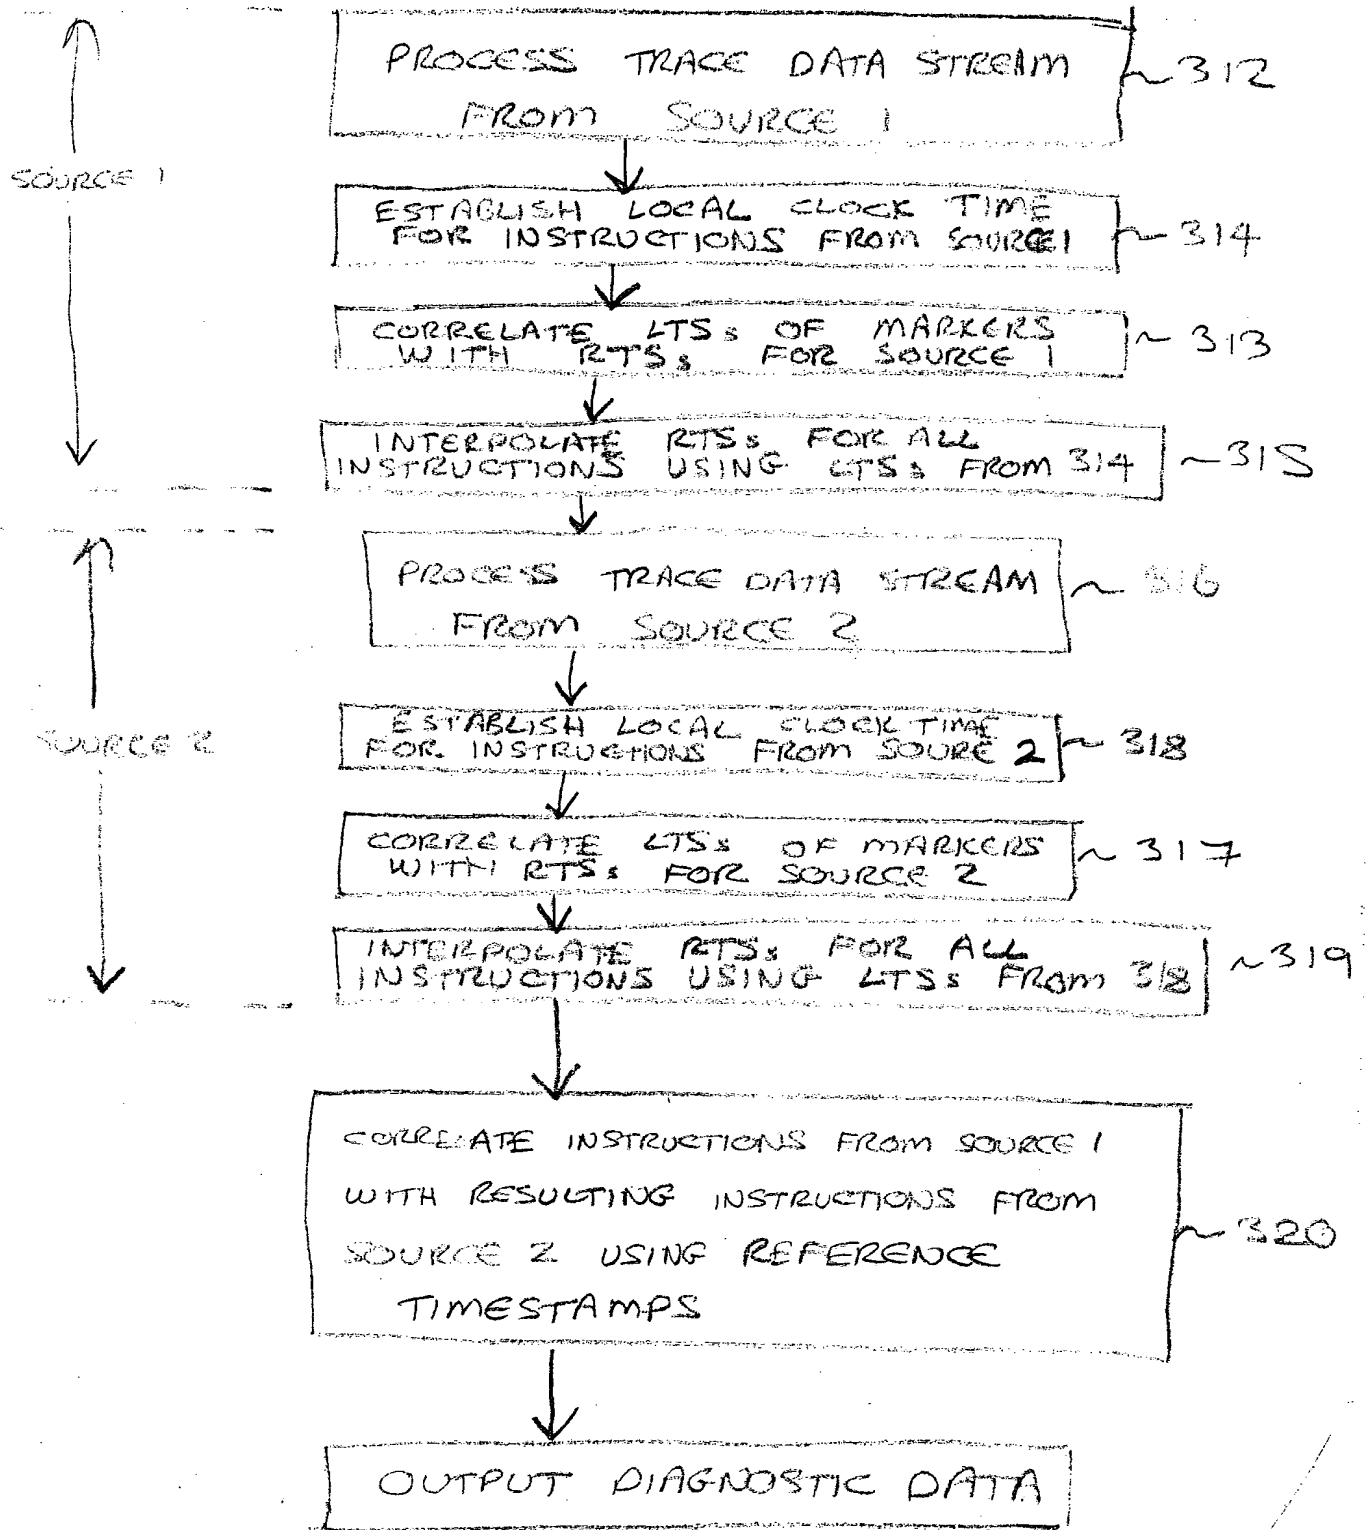 PROCESS TRACE DATA STREAM
FROM SOURCE 1
~312
SOURCE 1
ESTABLISH LOCAL CLOCK TIME
FOR INSTRUCTIONS FROM SOURCE 1
~314
CORRELATE LTSs OF MARKERS
WITH RTSs FOR SOURCE 1
~313
INTERPOLATE RTSs FOR ALL
INSTRUCTIONS USING LTSs FROM 314
~315
PROCESS TRACE DATA STREAM
FROM SOURCE 2
~316
SOURCE 2
ESTABLISH LOCAL CLOCK TIME
FOR INSTRUCTIONS FROM SOURE 2
~318
CORRELATE LTSs OF MARKERS
WITH RTSs FOR SOURCE 2
~317
INTERPOLATE RTSs FOR ALL
INSTRUCTIONS USING LTSs FROM 318
~319
CORRELATE INSTRUCTIONS FROM SOURCE 1
WITH RESULTING INSTRUCTIONS FROM
SOURCE 2 USING REFERENCE
TIMESTAMPS
~320
OUTPUT DIAGNOSTIC DATA